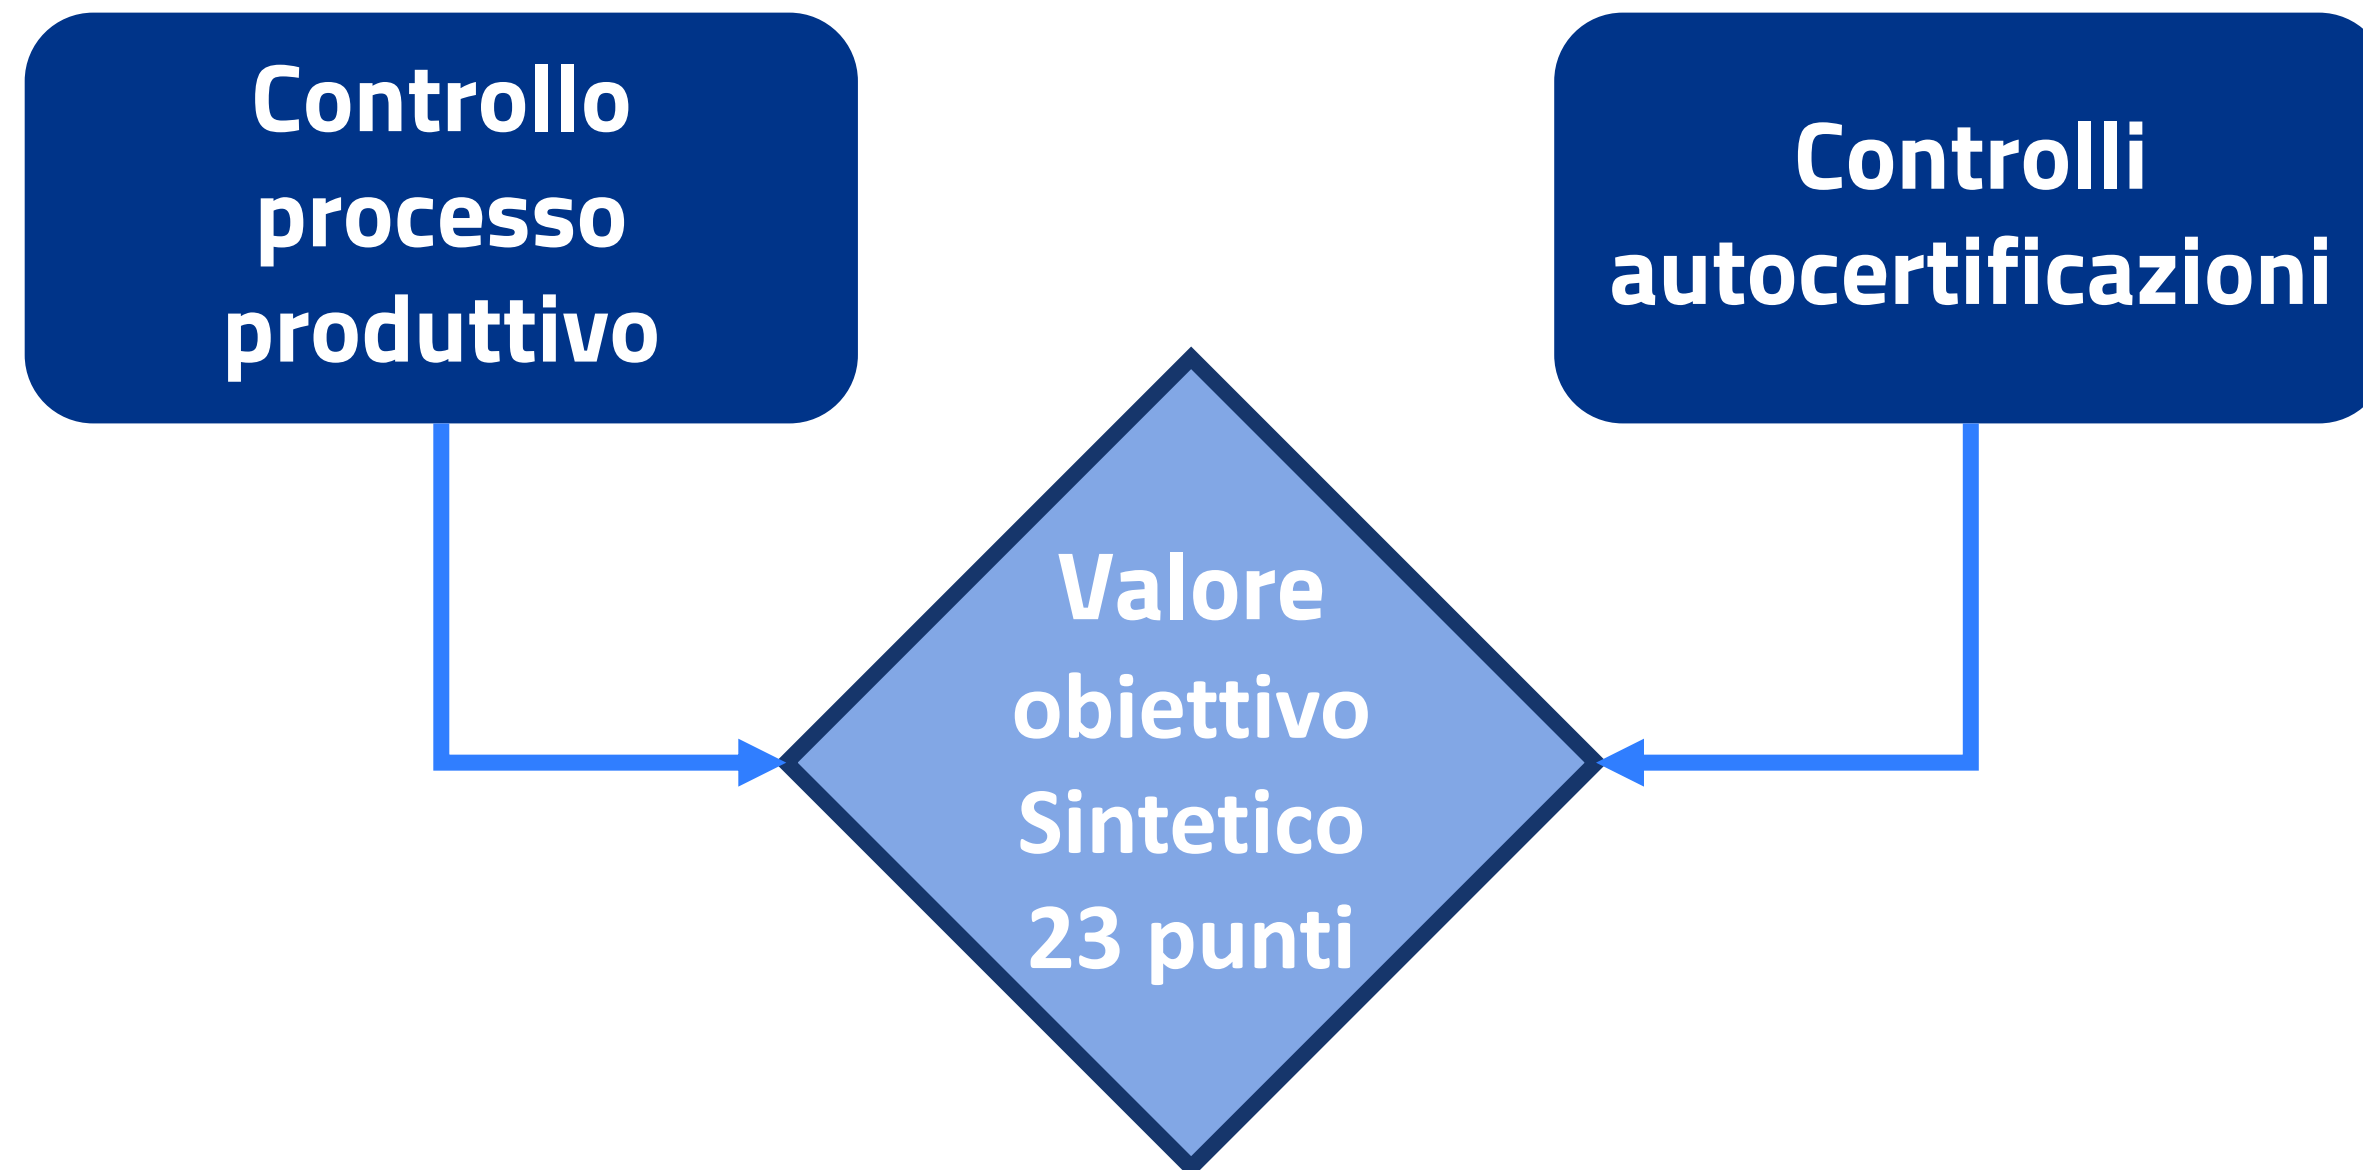 Controllo
processo
produttivo
Controlli
autocertificazioni
Valore
obiettivo
Sintetico
23 punti